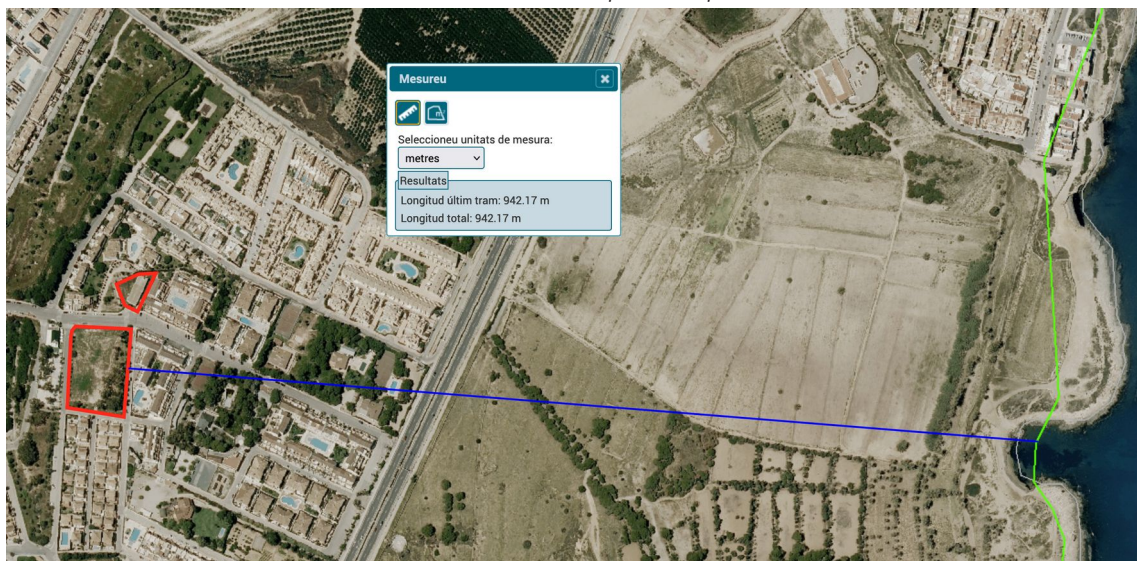 Mesureu
Seleccioneu unitats de mesura:
metres
Resultats
Longitud últim tram: 942.17 m
Longitud total: 942.17 m